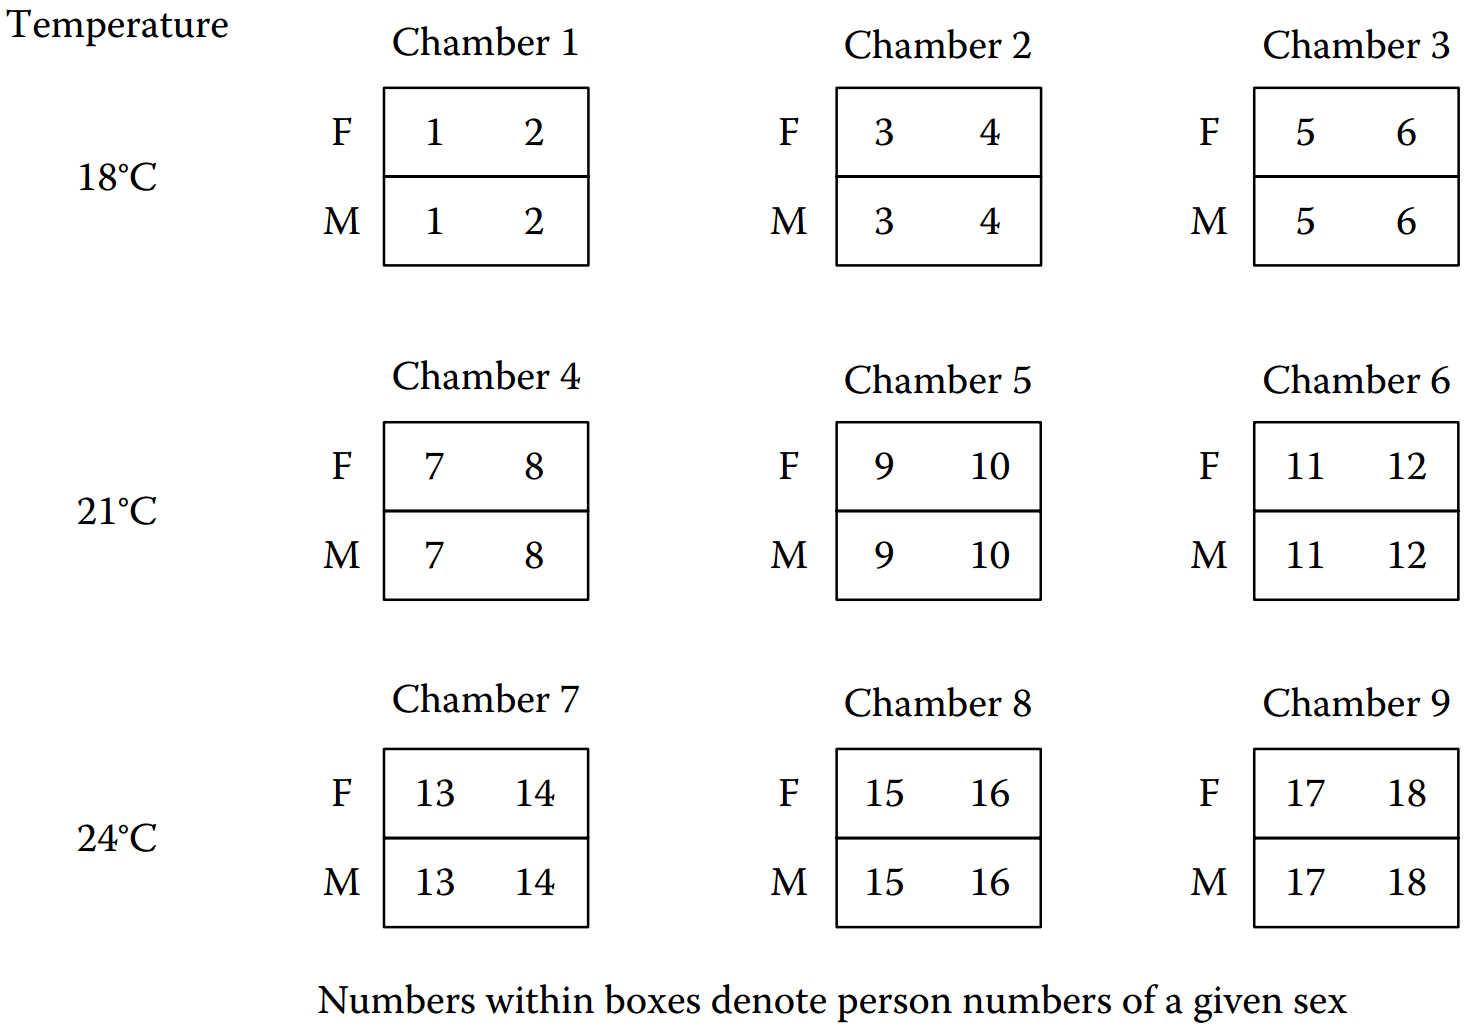 Temperature
Chamber 1 Chamber 2 Chamber 3
F 1 2 F 3 4 F 5 6
18°C
M 1 2 M 3 4 M 5 6
Chamber 4 Chamber 5 Chamber 6
F 7 8 F 9 10 F 11 12
21°C
M 7 8 M 9 10 M 11 12
Chamber 7 Chamber 8 Chamber 9
F 13 14 F 15 16 F 17 18
24°C
M 13 14 M 15 16 M 17 18
Numbers within boxes denote person numbers of a given sex